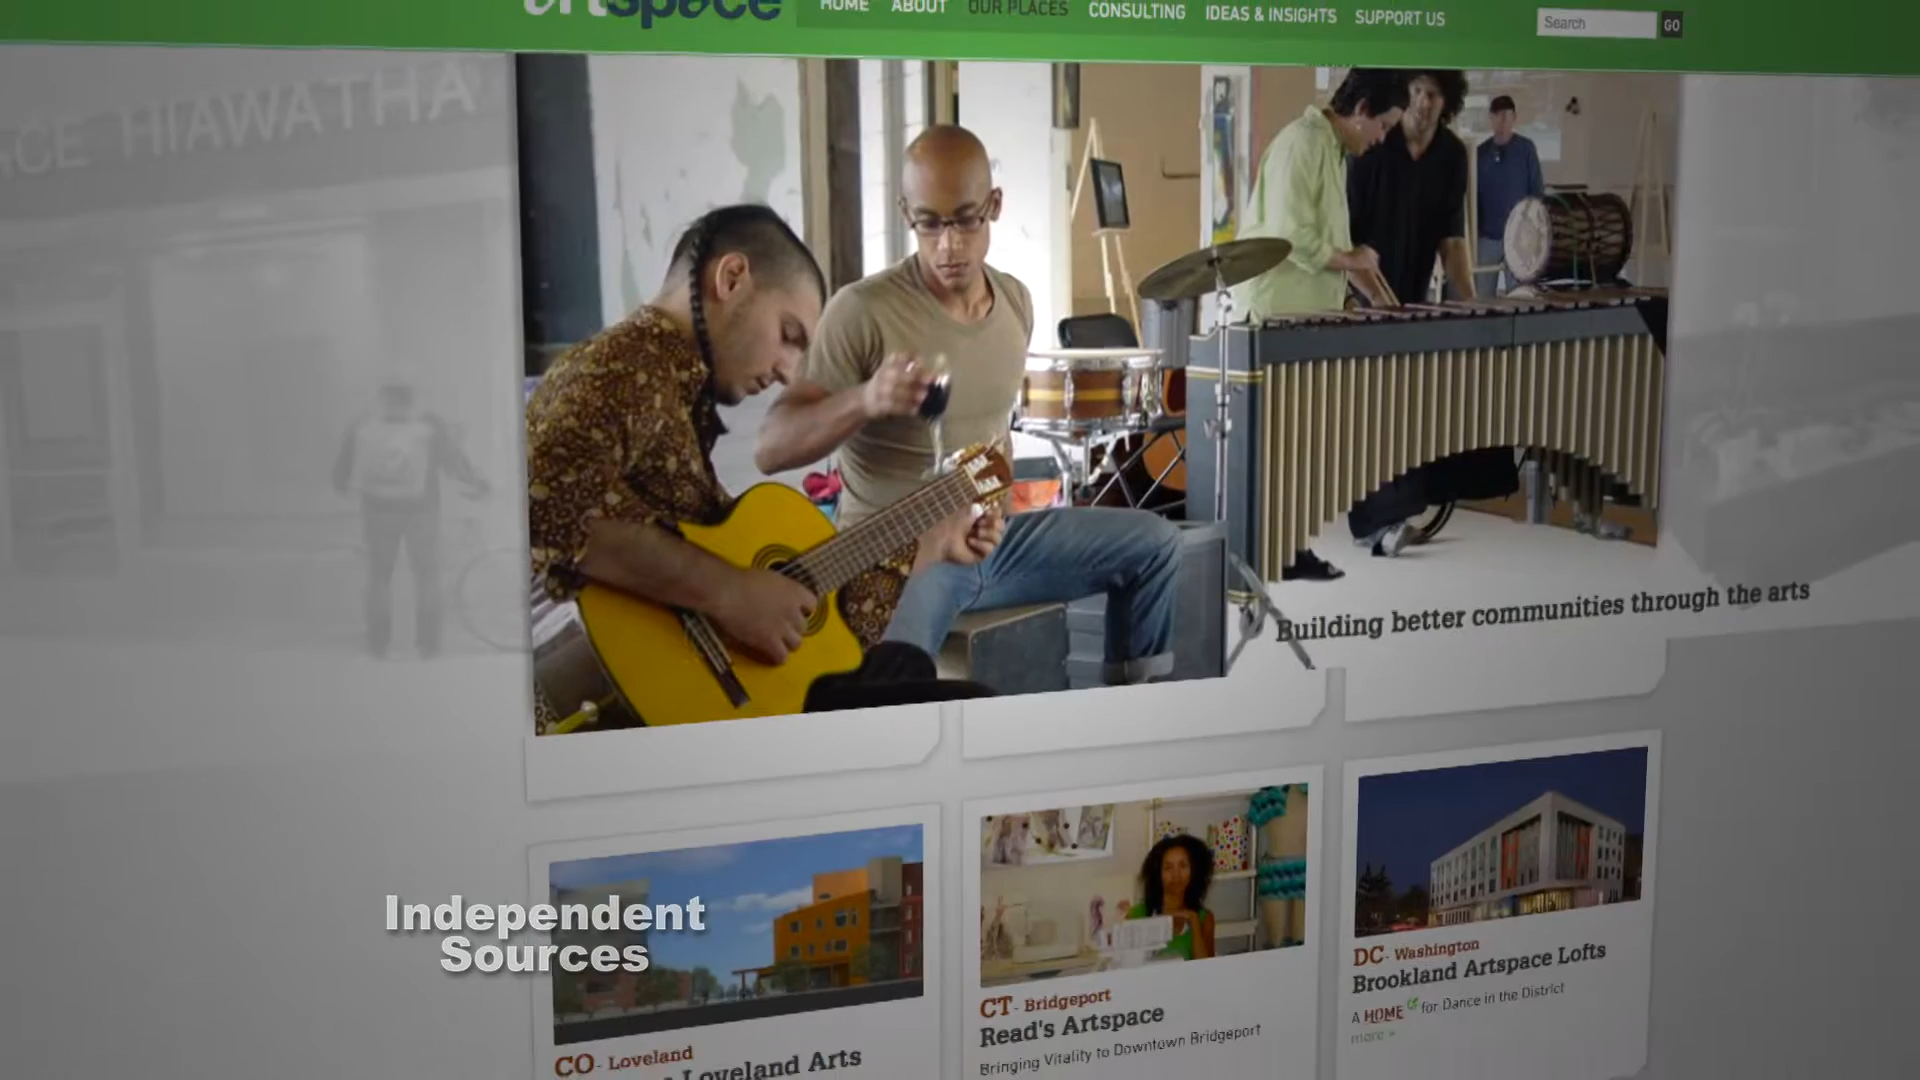 artspace
HOME ABOUT OUR PLACES CONSULTING IDEAS & INSIGHTS SUPPORT US
Search GO
CE HIAWATHA
Building better communities through the arts
Independent
Sources
CO - Loveland
Loveland Arts
CT - Bridgeport
Read's Artspace
Bringing Vitality to Downtown Bridgeport
DC - Washington
Brookland Artspace Lofts
A HOME for Dance in the District
more »